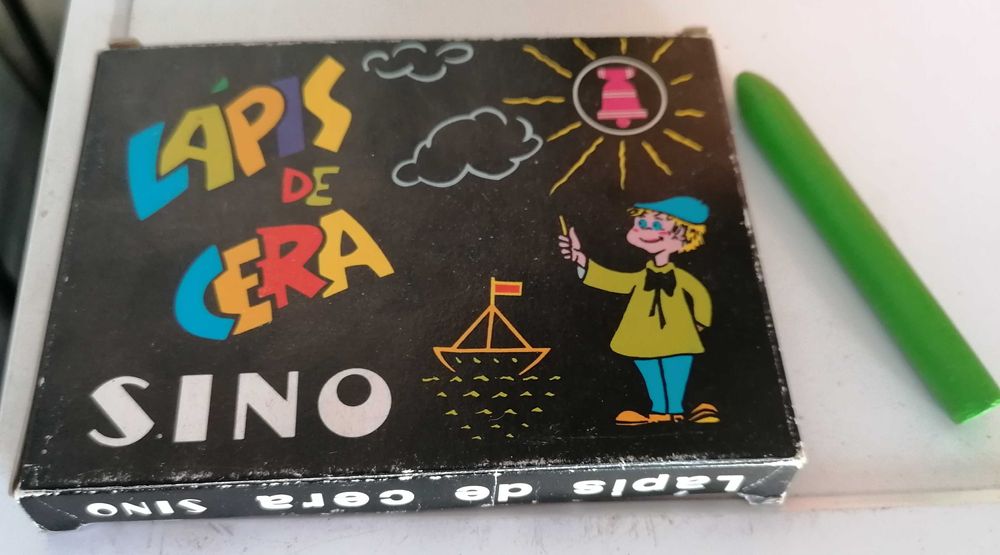 LÁPIS
DE
CERA
SINO
Lápis de cera SINO